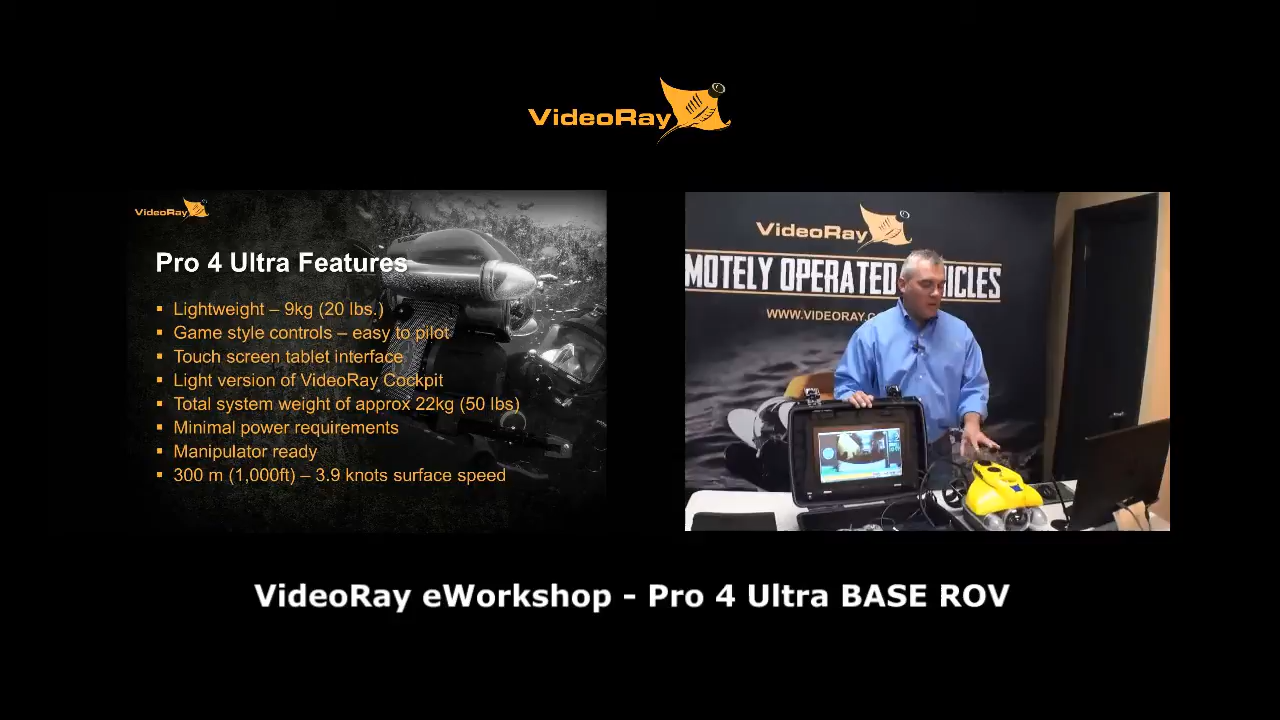 VideoRay
VideoRay
Pro 4 Ultra Features
▪ Lightweight – 9kg (20 lbs.)
▪ Game style controls – easy to pilot
▪ Touch screen tablet interface
▪ Light version of VideoRay Cockpit
▪ Total system weight of approx 22kg (50 lbs)
▪ Minimal power requirements
▪ Manipulator ready
▪ 300 m (1,000ft) – 3.9 knots surface speed
VideoRay
MOTELY OPERATED ICLES
WWW.VIDEORAY.C
VideoRay eWorkshop - Pro 4 Ultra BASE ROV